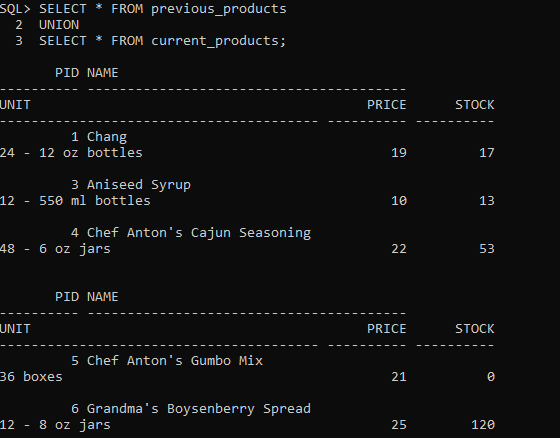 SQL> SELECT * FROM previous_products
2 UNION
3 SELECT * FROM current_products;
PID NAME
---------- ----------------------------------------
UNIT PRICE STOCK
---------------------------------------- ---------- ----------
1 Chang
24 - 12 oz bottles 19 17
3 Aniseed Syrup
12 - 550 ml bottles 10 13
4 Chef Anton's Cajun Seasoning
48 - 6 oz jars 22 53
PID NAME
---------- ----------------------------------------
UNIT PRICE STOCK
---------------------------------------- ---------- ----------
5 Chef Anton's Gumbo Mix
36 boxes 21 0
6 Grandma's Boysenberry Spread
12 - 8 oz jars 25 120